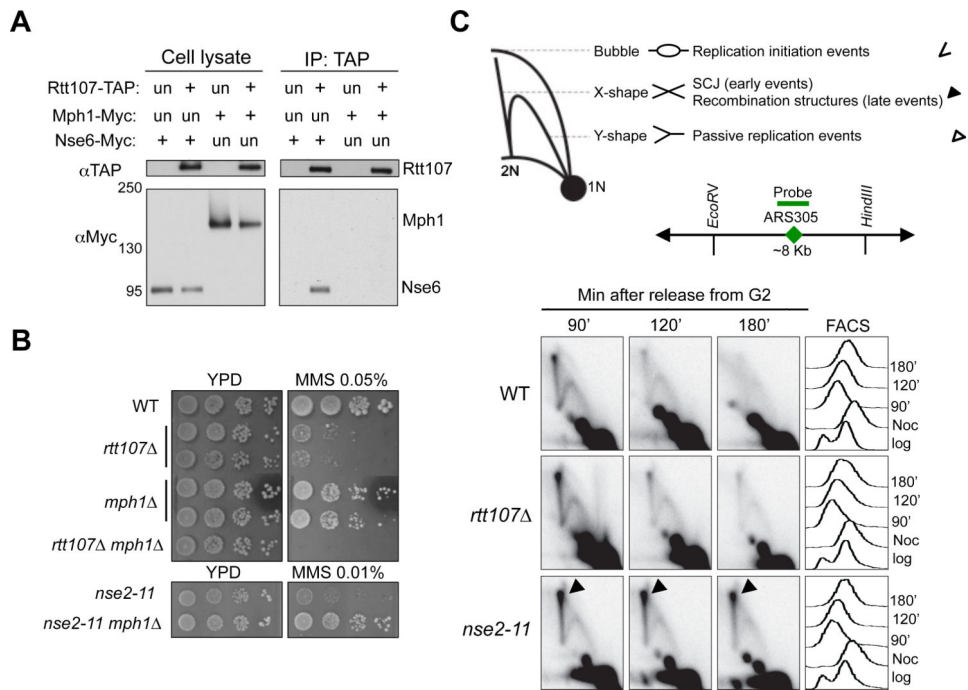 A
Cell lysate IP: TAP
Rtt107-TAP: un + un + un + un +
Mph1-Myc: un un + + un un + +
Nse6-Myc: + + un un + + un un
αTAP Rtt107
250
αMyc Mph1
130
95 Nse6
B
YPD MMS 0.05%
WT
rtt107Δ
mph1Δ
rtt107Δ mph1Δ
YPD MMS 0.01%
nse2-11
nse2-11 mph1Δ
C
Bubble Replication initiation events
X-shape SCJ (early events)
Recombination structures (late events)
Y-shape Passive replication events
2N 1N
Probe
EcoRV ARS305 HindIII
~8 Kb
Min after release from G2
90’ 120’ 180’ FACS
WT
180’
120’
90’
Noc
log
rtt107Δ
180’
120’
90’
Noc
log
nse2-11
180’
120’
90’
Noc
log